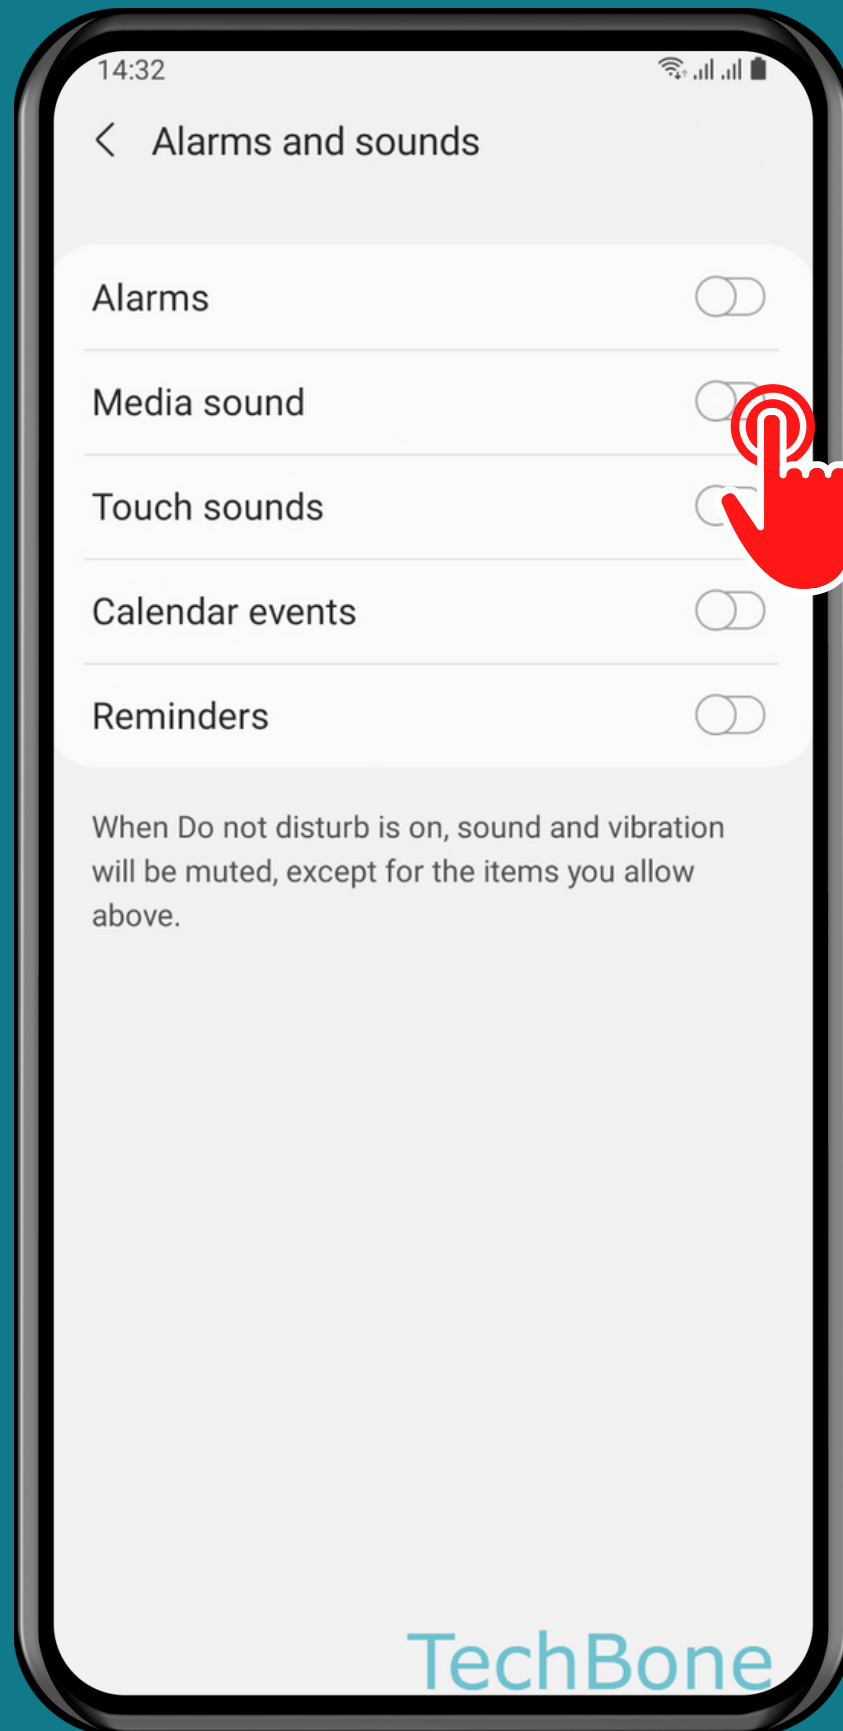 14:32
Alarms and sounds
Alarms
Media sound
Touch sounds
Calendar events
Reminders
When Do not disturb is on, sound and vibration
will be muted, except for the items you allow
above.
TechBone